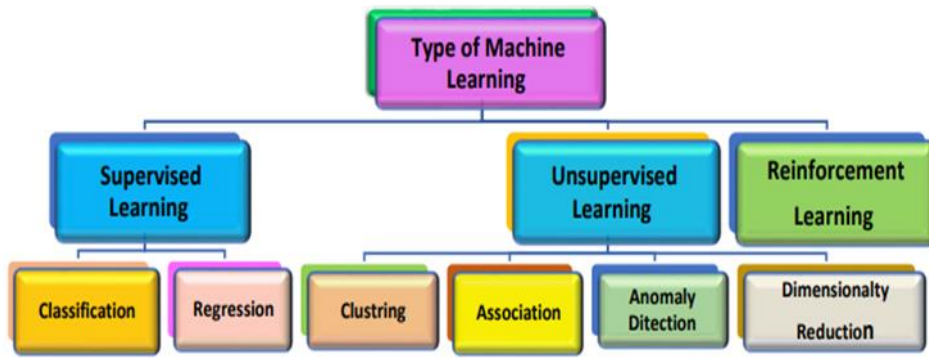 Type of Machine
Learning
Supervised
Learning
Unsupervised
Learning
Reinforcement
Learning
Classification
Regression
Clustring
Association
Anomaly
Ditection
Dimensionalty
Reduction